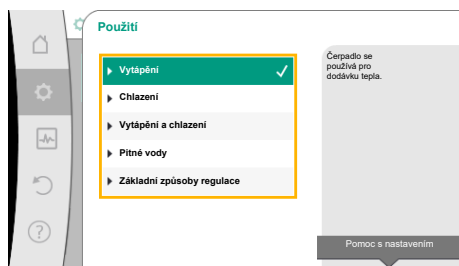 Použití
Vytápění
Chlazení
Vytápění a chlazení
Pitné vody
Základní způsoby regulace
Čerpadlo se
používá pro
dodávku tepla.
Pomoc s nastavením
?